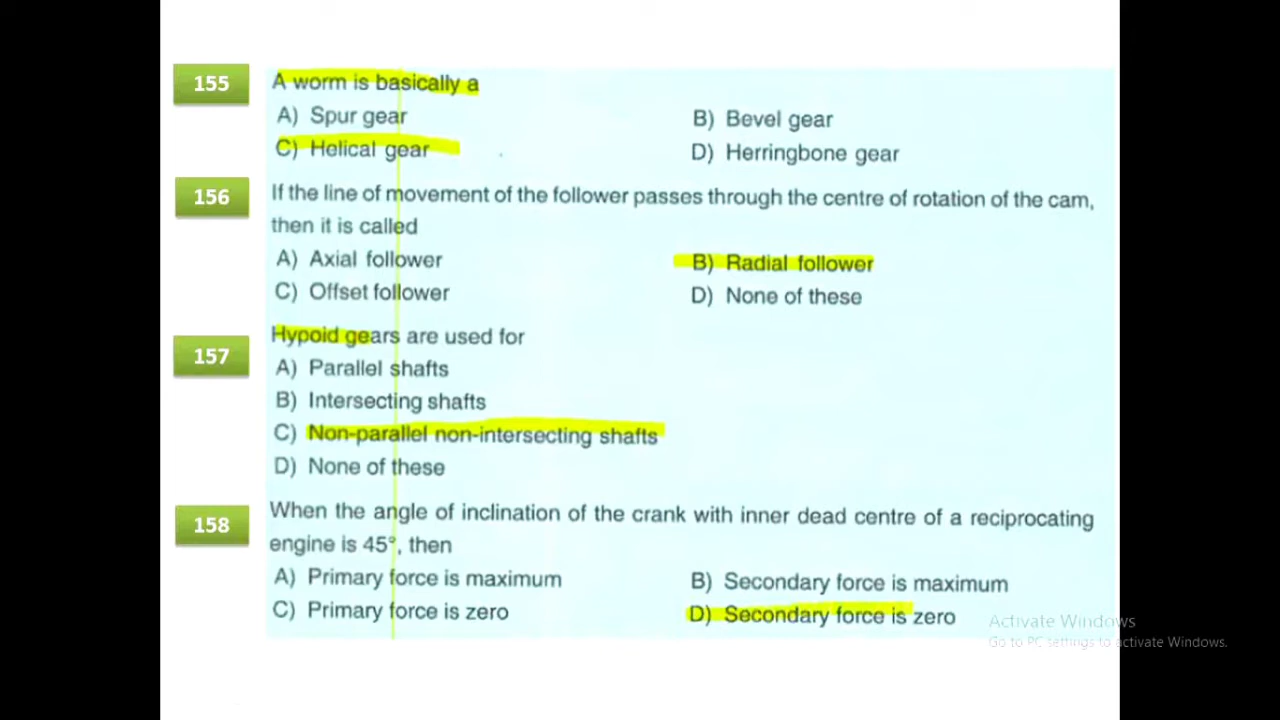 155
A worm is basically a
A) Spur gear
B) Bevel gear
C) Helical gear
D) Herringbone gear
156
If the line of movement of the follower passes through the centre of rotation of the cam,
then it is called
A) Axial follower
B) Radial follower
C) Offset follower
D) None of these
157
Hypoid gears are used for
A) Parallel shafts
B) Intersecting shafts
C) Non-parallel non-intersecting shafts
D) None of these
158
When the angle of inclination of the crank with inner dead centre of a reciprocating
engine is 45°, then
A) Primary force is maximum
B) Secondary force is maximum
C) Primary force is zero
D) Secondary force is zero
Activate Windows
Go to PC settings to activate Windows.